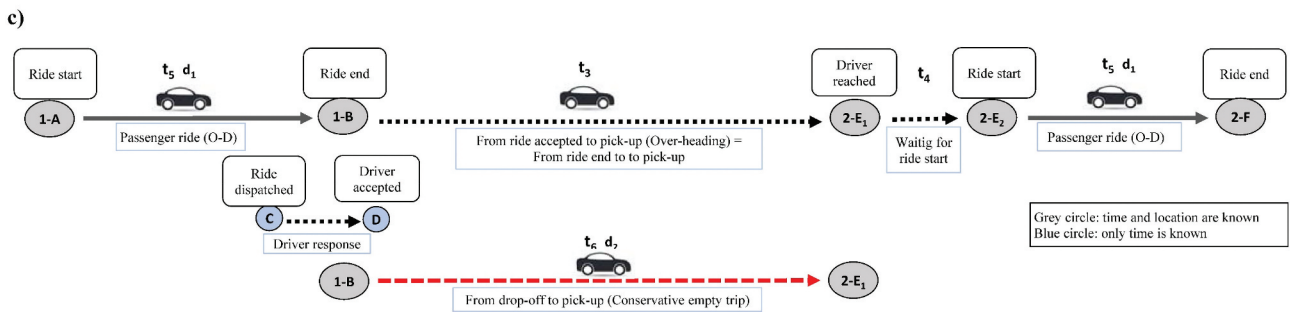 c)
Ride start
t5 d1
Ride end
t3
Driver
reached
t4
Ride start
t5 d1
Ride end
1-A
1-B
2-E1
2-E2
2-F
Passenger ride (O-D)
From ride accepted to pick-up (Over-heading) =
From ride end to to pick-up
Waitig for
ride start
Passenger ride (O-D)
Ride
dispatched
Driver
accepted
C
D
Driver response
Grey circle: time and location are known
Blue circle: only time is known
t6 d2
1-B
2-E1
From drop-off to pick-up (Conservative empty trip)